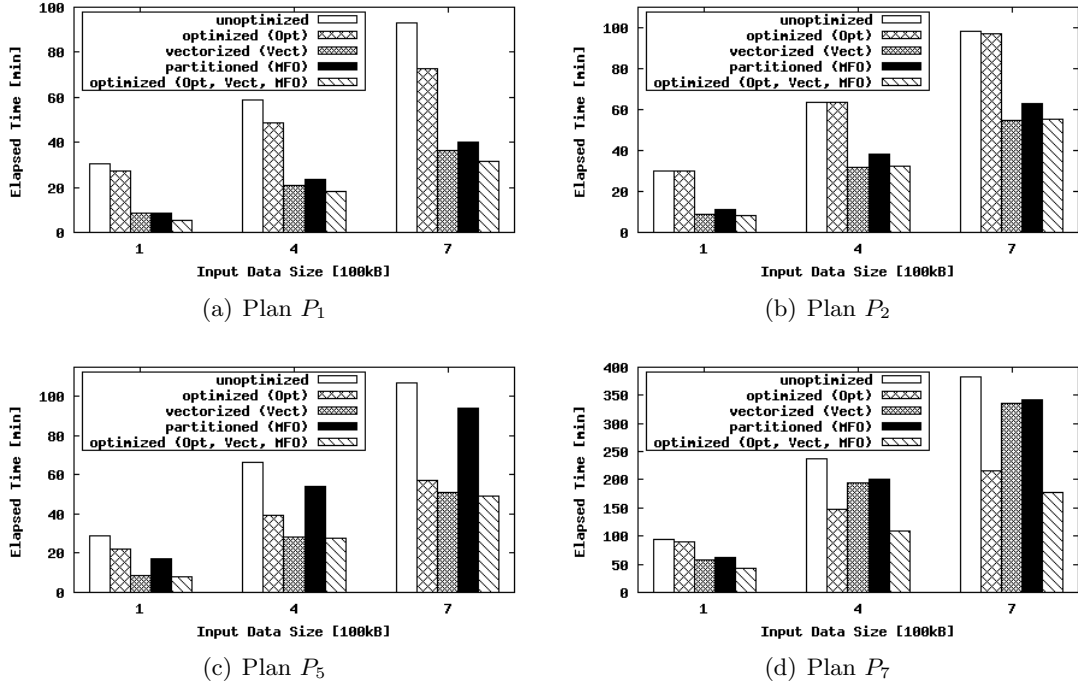 100
80
60
40
20
0
Elapsed Time [min]
unoptimized
optimized (Opt)
vectorized (Vect)
partitioned (MFO)
optimized (Opt, Vect, MFO)
1 4 7
Input Data Size [100kB]
(a) Plan P₁
100
80
60
40
20
0
Elapsed Time [min]
unoptimized
optimized (Opt)
vectorized (Vect)
partitioned (MFO)
optimized (Opt, Vect, MFO)
1 4 7
Input Data Size [100kB]
(b) Plan P₂
100
80
60
40
20
0
Elapsed Time [min]
unoptimized
optimized (Opt)
vectorized (Vect)
partitioned (MFO)
optimized (Opt, Vect, MFO)
1 4 7
Input Data Size [100kB]
(c) Plan P₅
400
350
300
250
200
150
100
50
0
Elapsed Time [min]
unoptimized
optimized (Opt)
vectorized (Vect)
partitioned (MFO)
optimized (Opt, Vect, MFO)
1 4 7
Input Data Size [100kB]
(d) Plan P₇